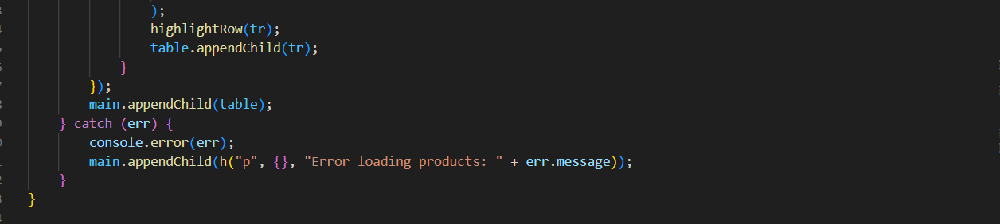 );
highlightRow(tr);
table.appendChild(tr);
}
});
main.appendChild(table);
} catch (err) {
console.error(err);
main.appendChild(h("p", {}, "Error loading products: " + err.message));
}
}